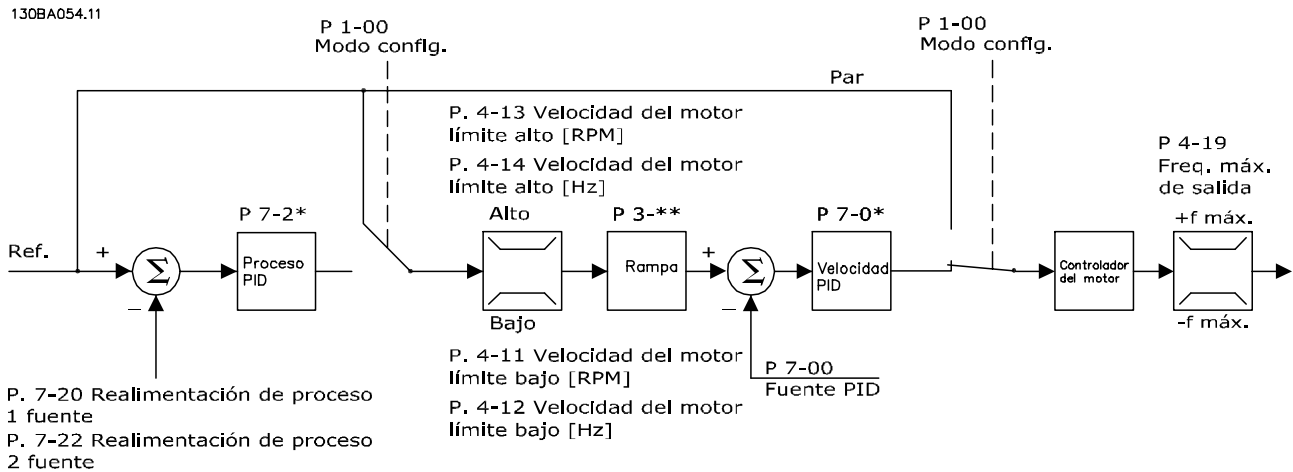 130BA054.11
P 1-00
Modo config.
P 1-00
Modo config.
Par
P. 4-13 Velocidad del motor
límite alto [RPM]
P. 4-14 Velocidad del motor
límite alto [Hz]
P 4-19
Freq. máx.
de salida
P 7-2*
Alto
P 3-**
P 7-0*
+f máx.
Ref.
+
Σ
Proceso
PID
Rampa
+
Σ
Velocidad
PID
Controlador
del motor
–
Bajo
–
-f máx.
P. 4-11 Velocidad del motor
límite bajo [RPM]
P. 4-12 Velocidad del motor
límite bajo [Hz]
P 7-00
Fuente PID
P. 7-20 Realimentación de proceso
1 fuente
P. 7-22 Realimentación de proceso
2 fuente